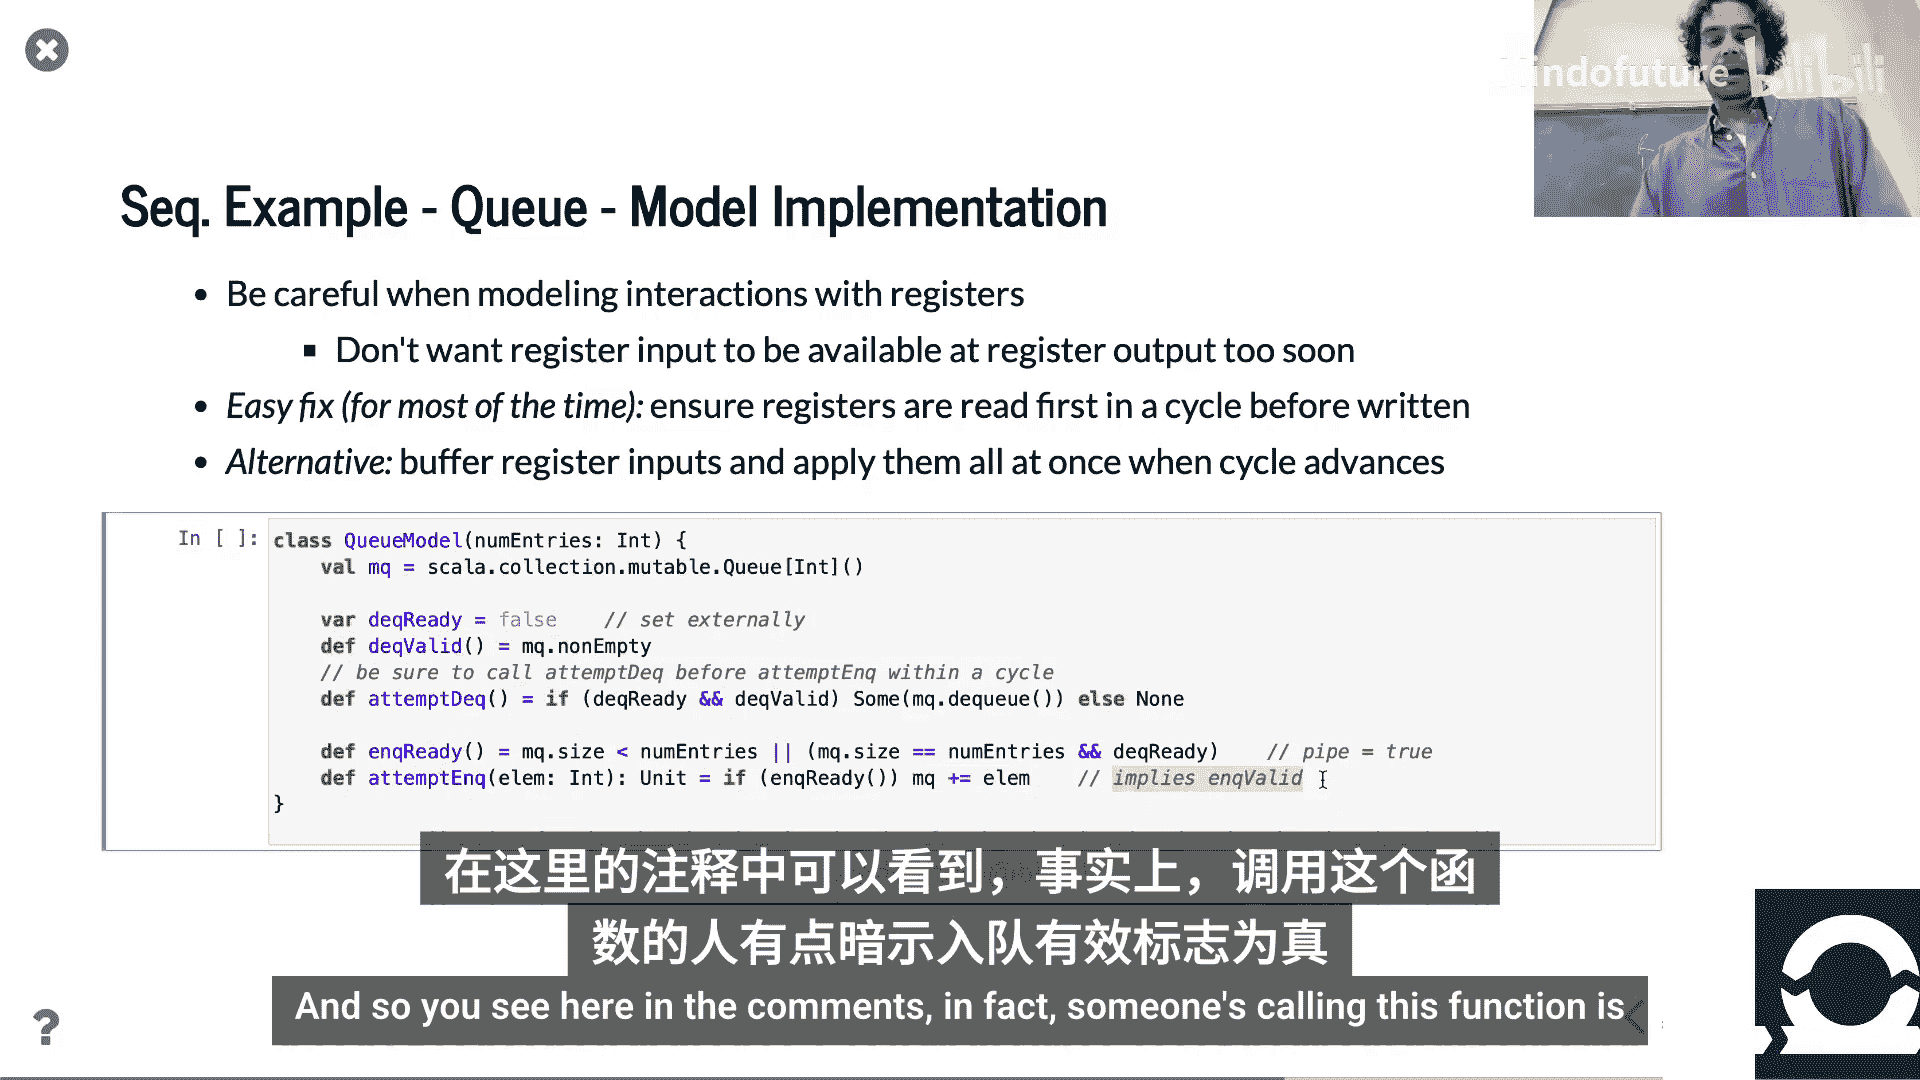 indofuture bilibili
Seq. Example - Queue - Model Implementation
• Be careful when modeling interactions with registers
▪ Don't want register input to be available at register output too soon
• Easy fix (for most of the time): ensure registers are read first in a cycle before written
• Alternative: buffer register inputs and apply them all at once when cycle advances
In [ ]: class QueueModel(numEntries: Int) {
val mq = scala.collection.mutable.Queue[Int]()
var deqReady = false // set externally
def deqValid() = mq.nonEmpty
// be sure to call attemptDeq before attemptEnq within a cycle
def attemptDeq() = if (deqReady && deqValid) Some(mq.dequeue()) else None
def enqReady() = mq.size < numEntries || (mq.size == numEntries && deqReady) // pipe = true
def attemptEnq(elem: Int): Unit = if (enqReady()) mq += elem // implies enqValid
}
在这里的注释中可以看到，事实上，调用这个函
数的人有点暗示入队有效标志为真
And so you see here in the comments, in fact, someone's calling this function is
?